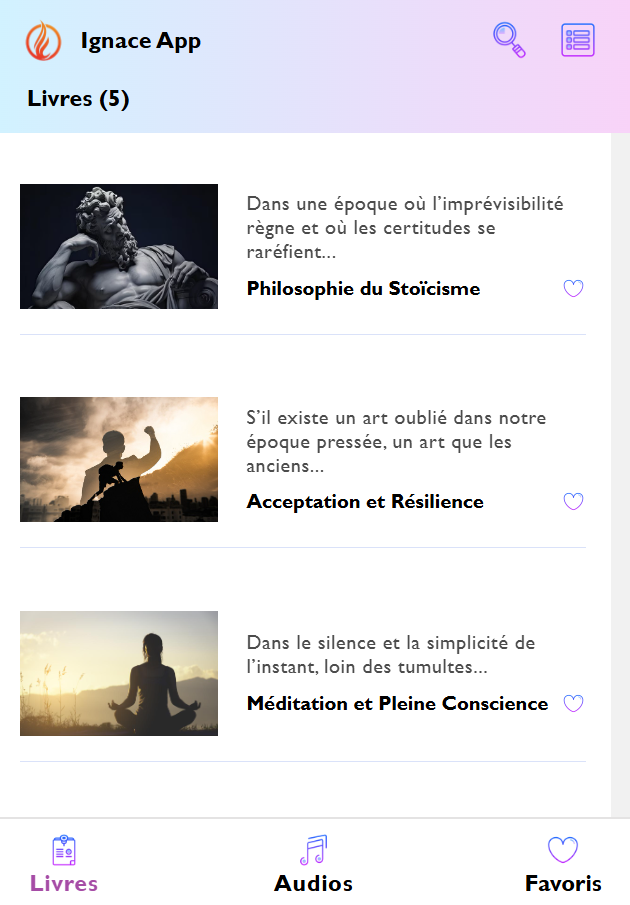 Ignace App
Livres (5)
Dans une époque où l’imprévisibilité
règne et où les certitudes se
raréfient...
Philosophie du Stoïcisme
S’il existe un art oublié dans notre
époque pressée, un art que les
anciens...
Acceptation et Résilience
Dans le silence et la simplicité de
l’instant, loin des tumultes...
Méditation et Pleine Conscience
Livres
Audios
Favoris